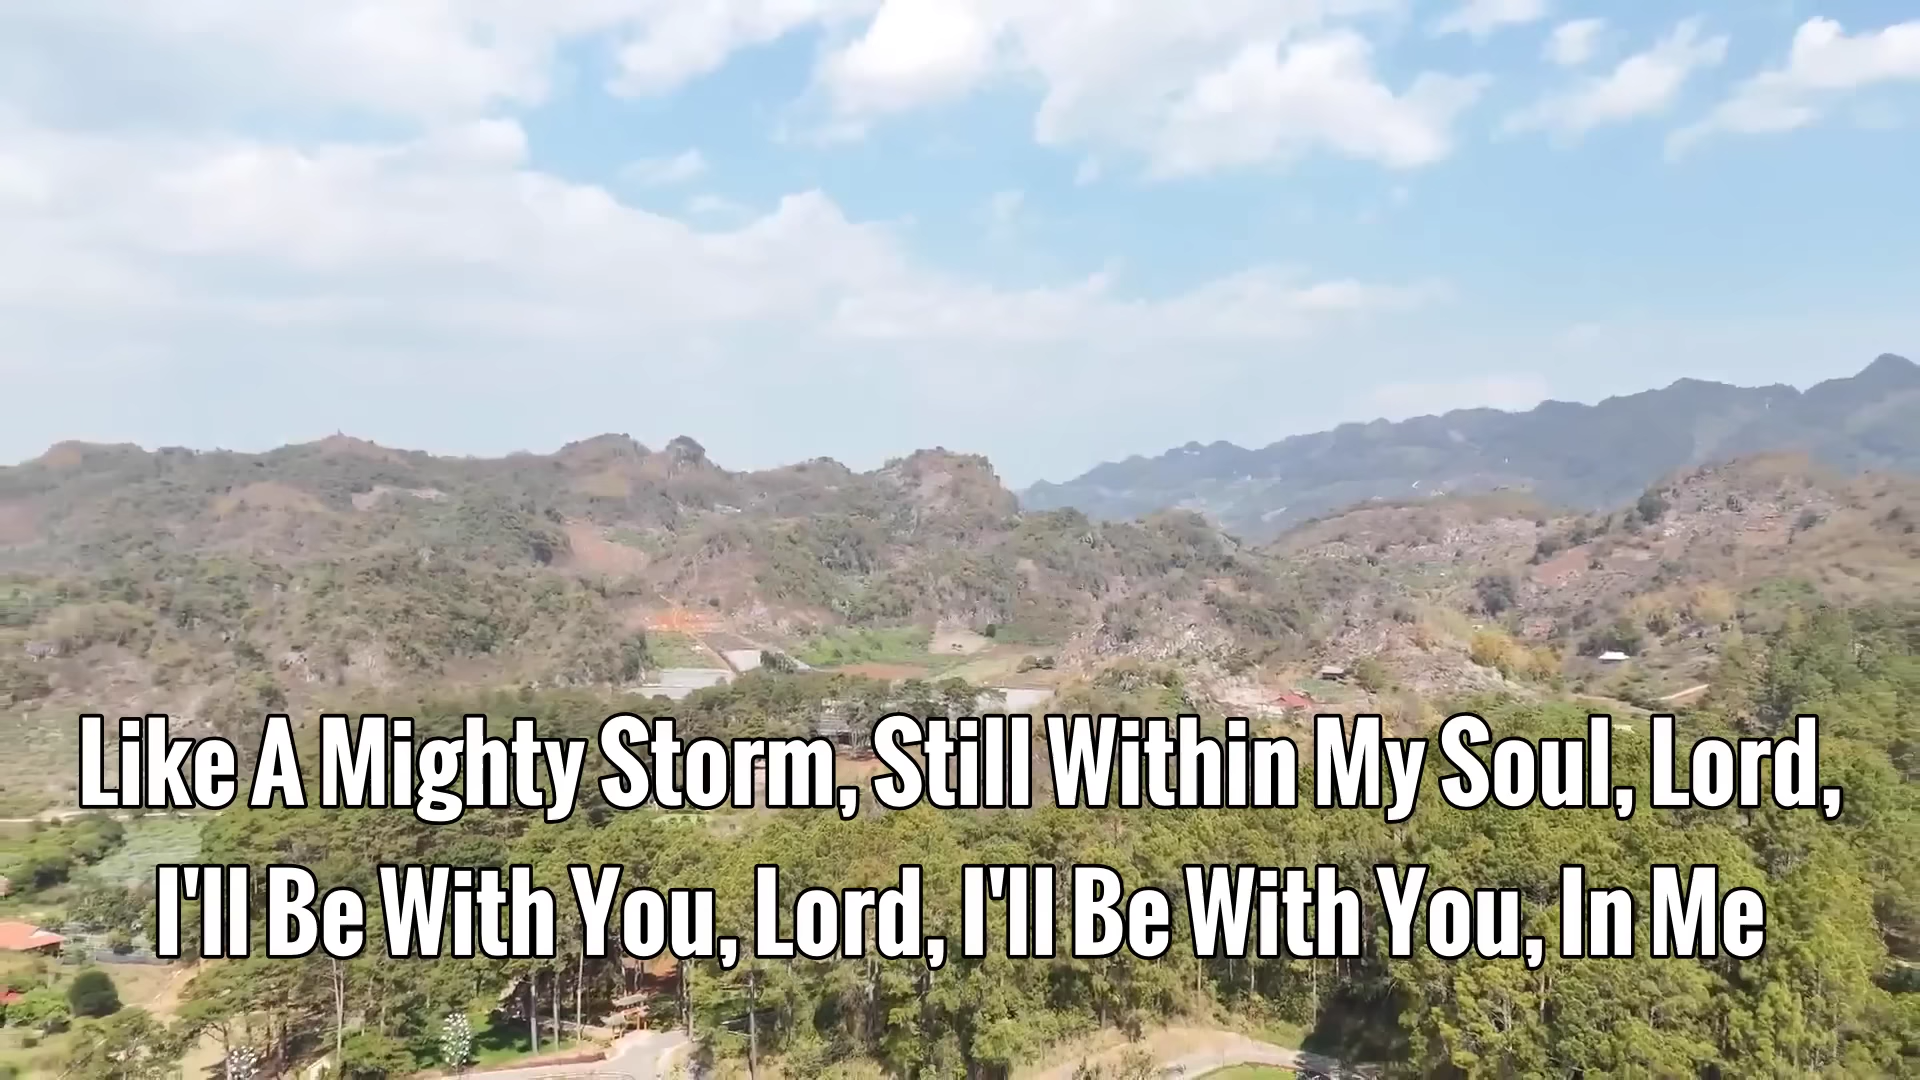 Like A Mighty Storm, Still Within My Soul, Lord,
I'll Be With You, Lord, I'll Be With You, In Me